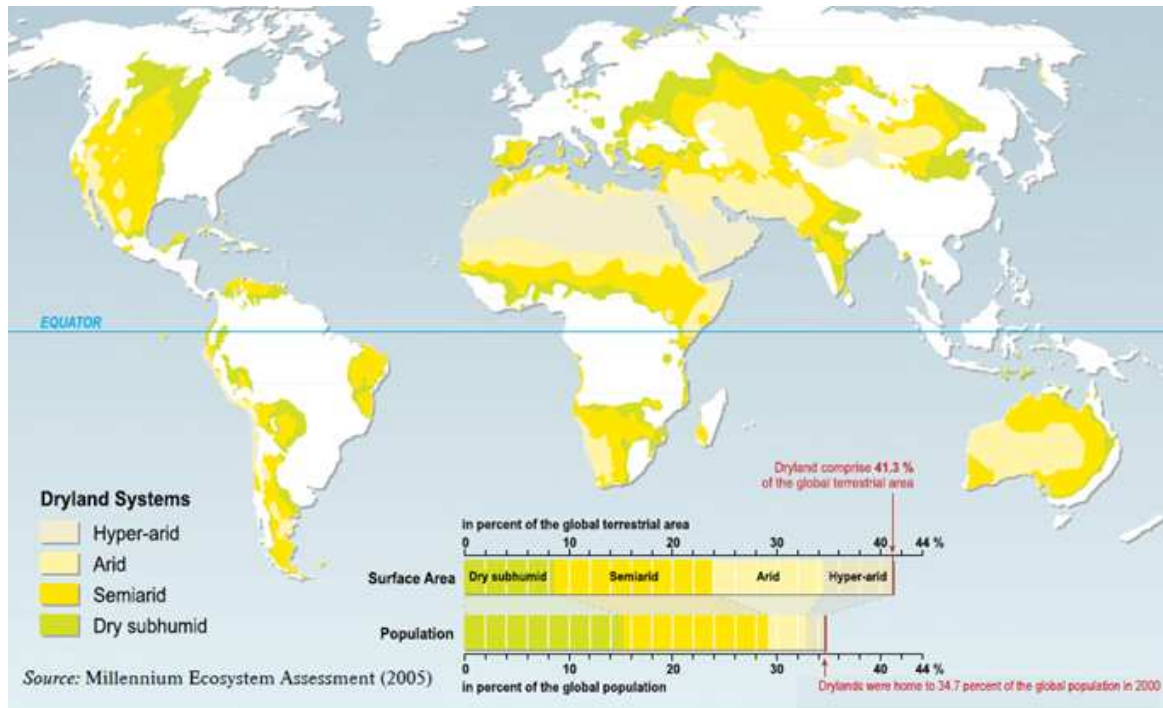 EQUATOR
Dryland comprise 41.3 %
of the global terrestrial area
Dryland Systems
Hyper-arid
Arid
Semiarid
Dry subhumid
in percent of the global terrestrial area
0 10 20 30 40 44 %
Surface Area Dry subhumid Semiarid Arid Hyper-arid
Population
0 10 20 30 40 44 %
in percent of the global population
Drylands were home to 34.7 percent of the global population in 2000
Source: Millennium Ecosystem Assessment (2005)